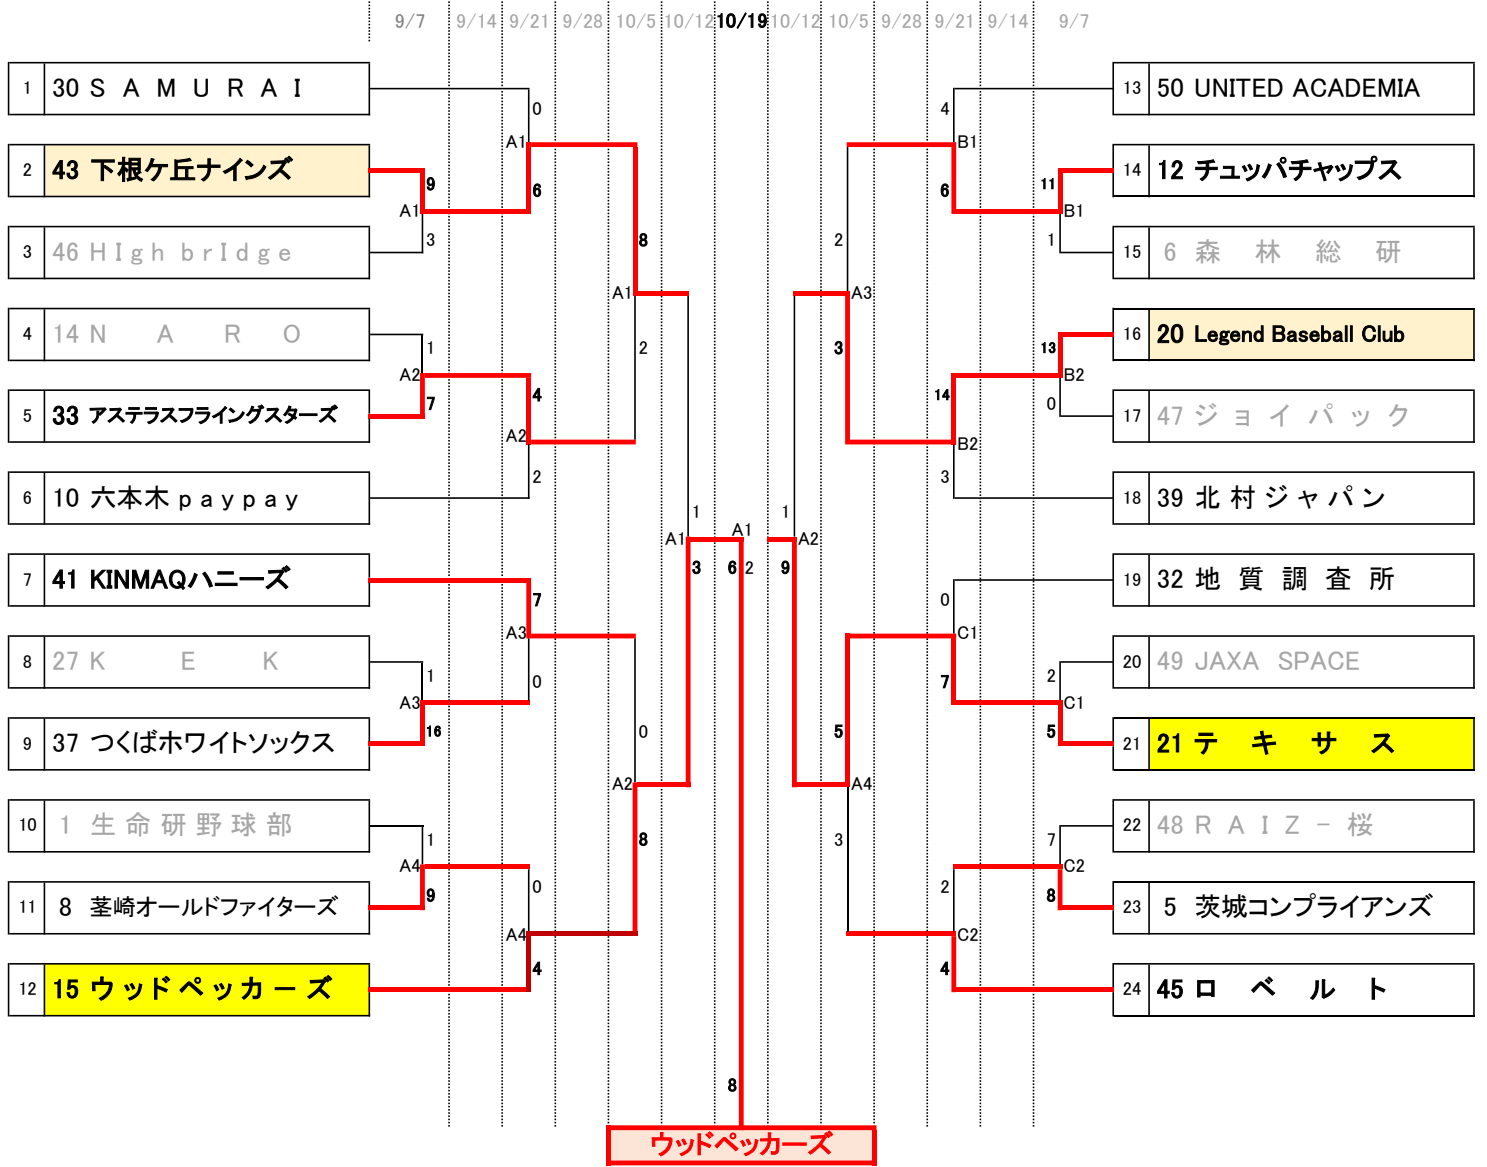 9/7 9/14 9/21 9/28 10/5 10/12 10/19 10/12 10/5 9/28 9/21 9/14 9/7
1 30 SAMURAI
13 50 UNITED ACADEMIA
0
4
A1
B1
2 43 下根ケ丘ナインズ
14 12 チュッパチャップス
9
6
6
11
A1
B1
3 46 HIgh brIdge
15 6 森林総研
3
8
2
1
A1
A3
4 14 NARO
16 20 Legend Baseball Club
1
2
3
13
A2
B2
5 33 アステラスフライングスターズ
17 47 ジョイパック
7
4
14
0
A2
B2
6 10 六本木paypay
18 39 北村ジャパン
2
3
1
1
A1
A1
A2
7 41 KINMAQハニーズ
19 32 地質調査所
3
6
2
9
7
0
A3
C1
8 27 KEK
20 49 JAXA SPACE
1
0
7
2
A3
C1
9 37 つくばホワイトソックス
21 21 テキサス
16
0
5
5
A2
A4
10 1 生命研野球部
22 48 RAIZ-桜
1
8
3
7
A4
C2
11 8 茎崎オールドファイターズ
23 5 茨城コンプライアンズ
9
0
2
8
A4
C2
12 15 ウッドペッカーズ
24 45 ロベルト
4
4
8
ウッドペッカーズ